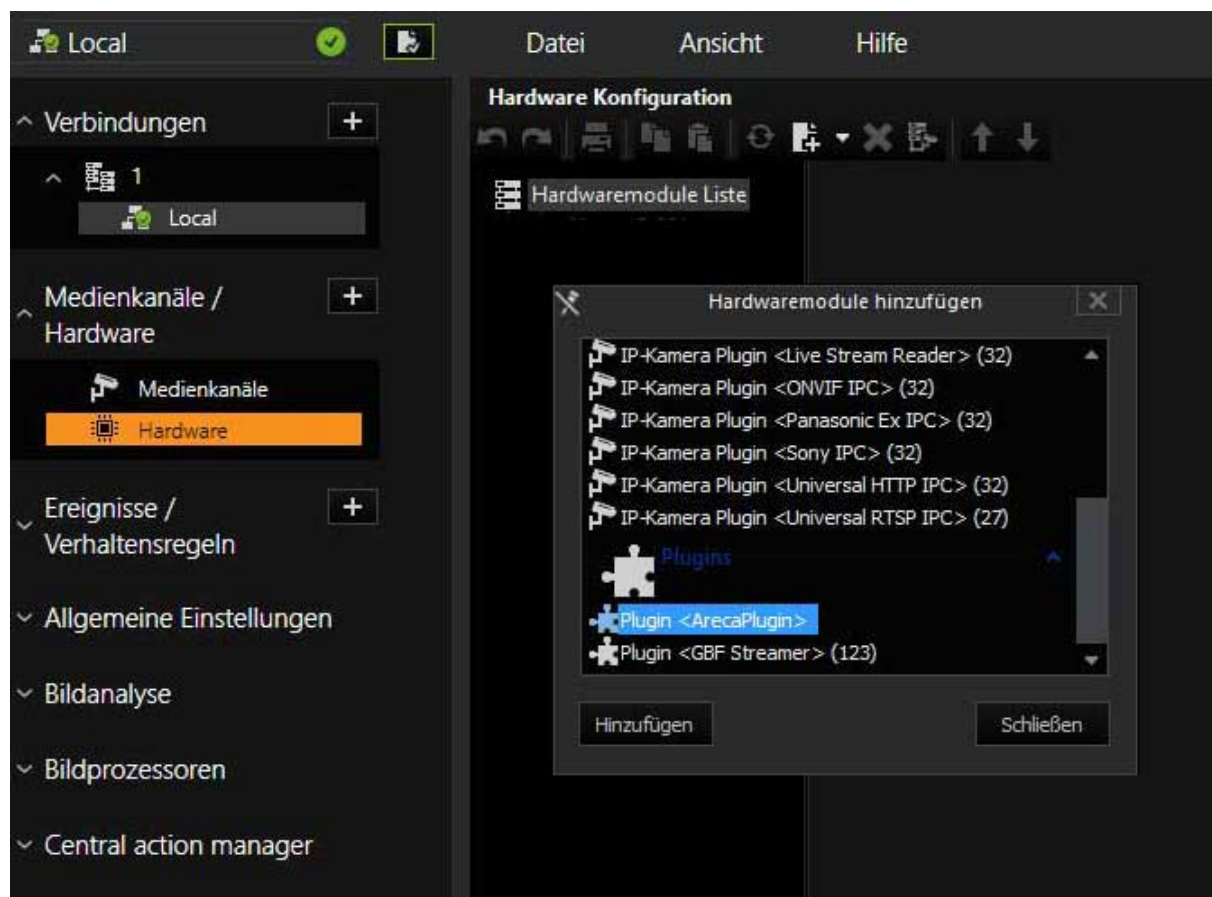 Local
Datei Ansicht Hilfe
Verbindungen
1
Local
Medienkanäle /
Hardware
Medienkanäle
Hardware
Ereignisse /
Verhaltensregeln
Allgemeine Einstellungen
Bildanalyse
Bildprozessoren
Central action manager
Hardware Konfiguration
Hardwaremodule Liste
Hardwaremodule hinzufügen
IP-Kamera Plugin <Live Stream Reader> (32)
IP-Kamera Plugin <ONVIF IPC> (32)
IP-Kamera Plugin <Panasonic Ex IPC> (32)
IP-Kamera Plugin <Sony IPC> (32)
IP-Kamera Plugin <Universal HTTP IPC> (32)
IP-Kamera Plugin <Universal RTSP IPC> (27)
Plugins
Plugin <ArecaPlugin>
Plugin <GBF Streamer> (123)
Hinzufügen Schließen